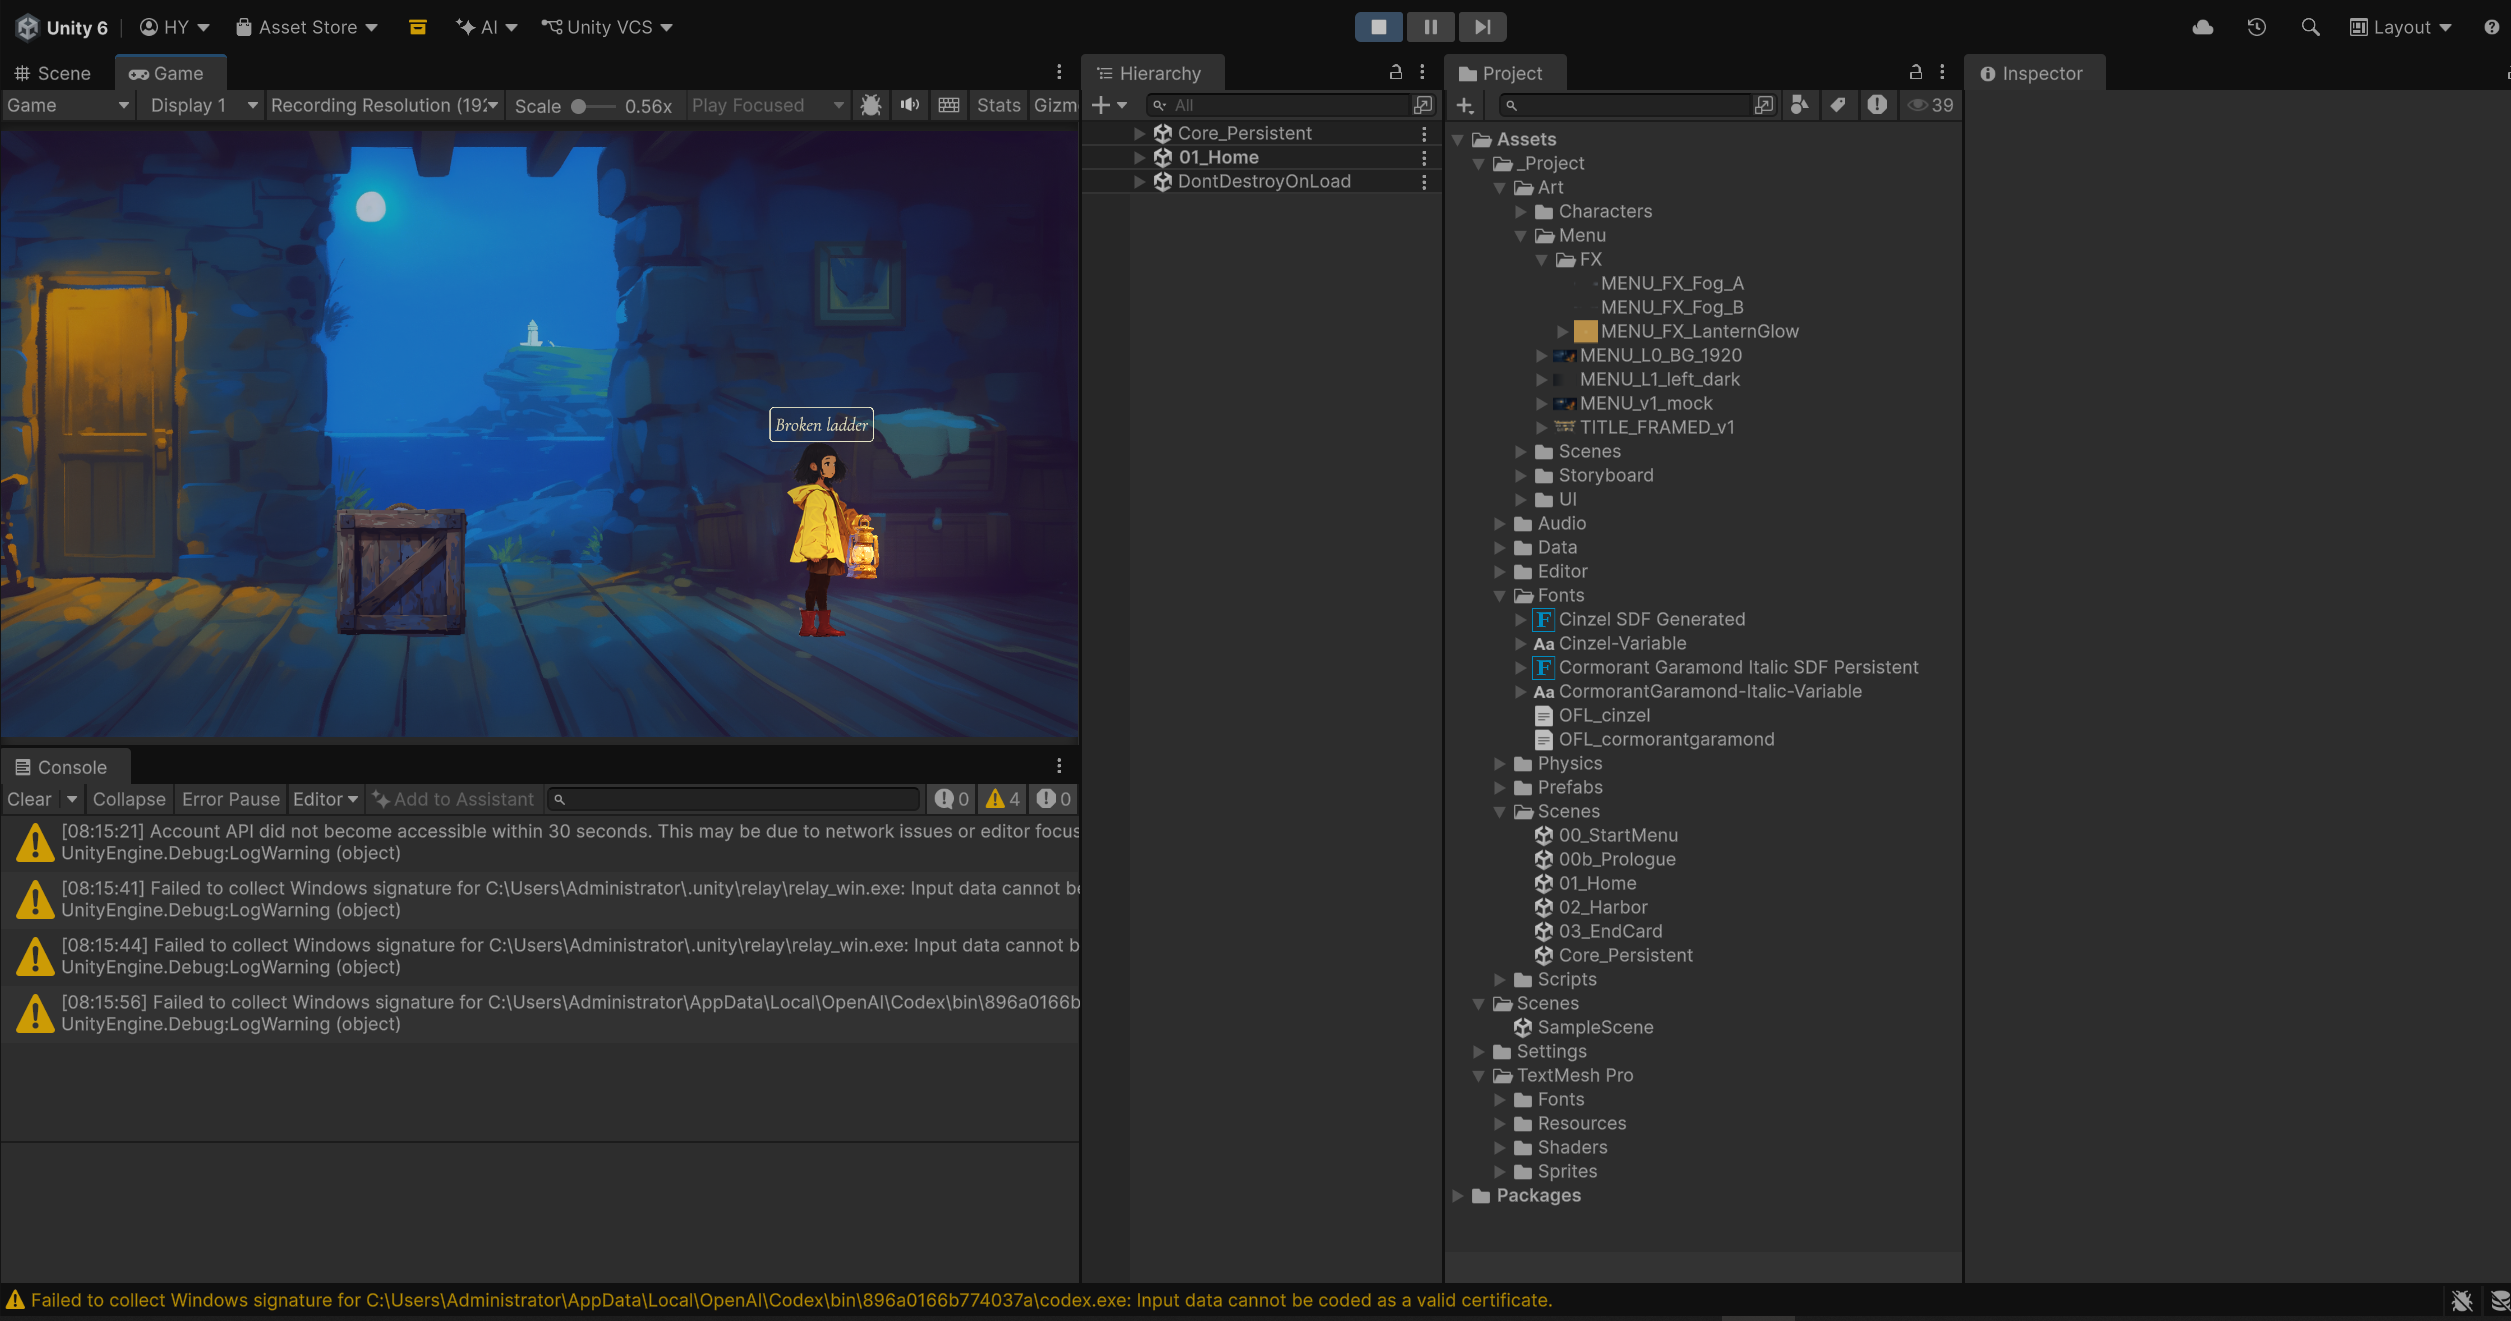 Unity 6 HY Asset Store AI Unity VCS Layout
Scene Game
Game Display 1 Recording Resolution (192 Scale 0.56x Play Focused Stats Gizm
Broken ladder
Console
Clear Collapse Error Pause Editor Add to Assistant 0 4 0
[08:15:21] Account API did not become accessible within 30 seconds. This may be due to network issues or editor focus
UnityEngine.Debug:LogWarning (object)
[08:15:41] Failed to collect Windows signature for C:\Users\Administrator\.unity\relay\relay_win.exe: Input data cannot be
UnityEngine.Debug:LogWarning (object)
[08:15:44] Failed to collect Windows signature for C:\Users\Administrator\.unity\relay\relay_win.exe: Input data cannot b
UnityEngine.Debug:LogWarning (object)
[08:15:56] Failed to collect Windows signature for C:\Users\Administrator\AppData\Local\OpenAI\Codex\bin\896a0166b
UnityEngine.Debug:LogWarning (object)
Hierarchy
All
Core_Persistent
01_Home
DontDestroyOnLoad
Project
39
Assets
_Project
Art
Characters
Menu
FX
MENU_FX_Fog_A
MENU_FX_Fog_B
MENU_FX_LanternGlow
MENU_L0_BG_1920
MENU_L1_left_dark
MENU_v1_mock
TITLE_FRAMED_v1
Scenes
Storyboard
UI
Audio
Data
Editor
Fonts
Cinzel SDF Generated
Aa Cinzel-Variable
Cormorant Garamond Italic SDF Persistent
Aa CormorantGaramond-Italic-Variable
OFL_cinzel
OFL_cormorantgaramond
Physics
Prefabs
Scenes
00_StartMenu
00b_Prologue
01_Home
02_Harbor
03_EndCard
Core_Persistent
Scripts
Scenes
SampleScene
Settings
TextMesh Pro
Fonts
Resources
Shaders
Sprites
Packages
Inspector
Failed to collect Windows signature for C:\Users\Administrator\AppData\Local\OpenAI\Codex\bin\896a0166b774037a\codex.exe: Input data cannot be coded as a valid certificate.